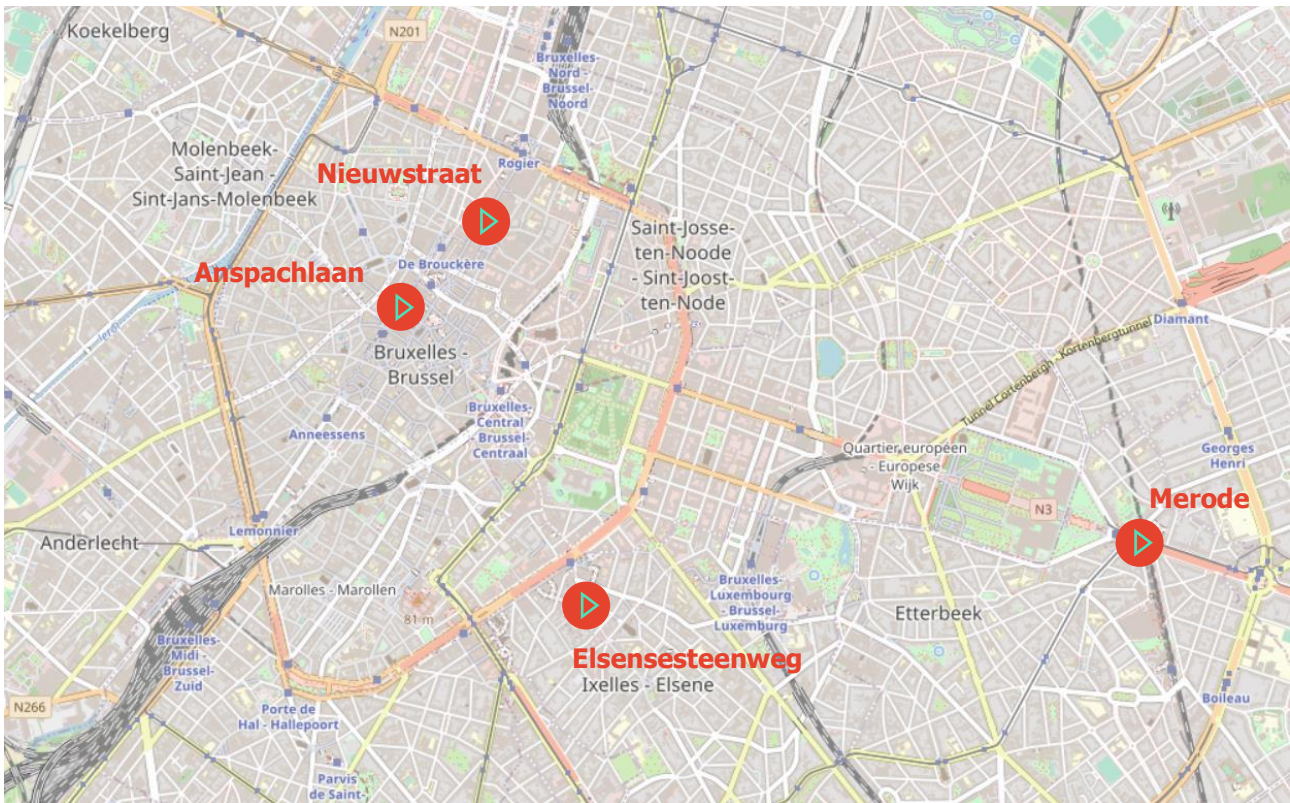 Koekelberg
N201
Bruxelles-
Nord -
Brussel-
Noord
Molenbeek-
Saint-Jean -
Sint-Jans-Molenbeek
Rogier
Nieuwstraat
Saint-Josse-
ten-Noode
- Sint-Joost-
ten-Node
De Brouckère
Anspachlaan
Diamant
Bruxelles -
Brussel
Tunnel Cortenbergh - Kortenbergtunnel
Bruxelles-
Central
- Brussel-
Centraal
Anneessens
Quartier européen
- Europese
Wijk
Georges
Henri
N3
Merode
Lemonnier
Anderlecht
Marolles - Marollen
81 m
Bruxelles-
Luxembourg
- Brussel-
Luxemburg
Etterbeek
Bruxelles-
Midi -
Brussel-
Zuid
Elsensesteenweg
Ixelles - Elsene
N266
Porte de
Hal - Hallepoort
Boileau
Parvis
de Saint-